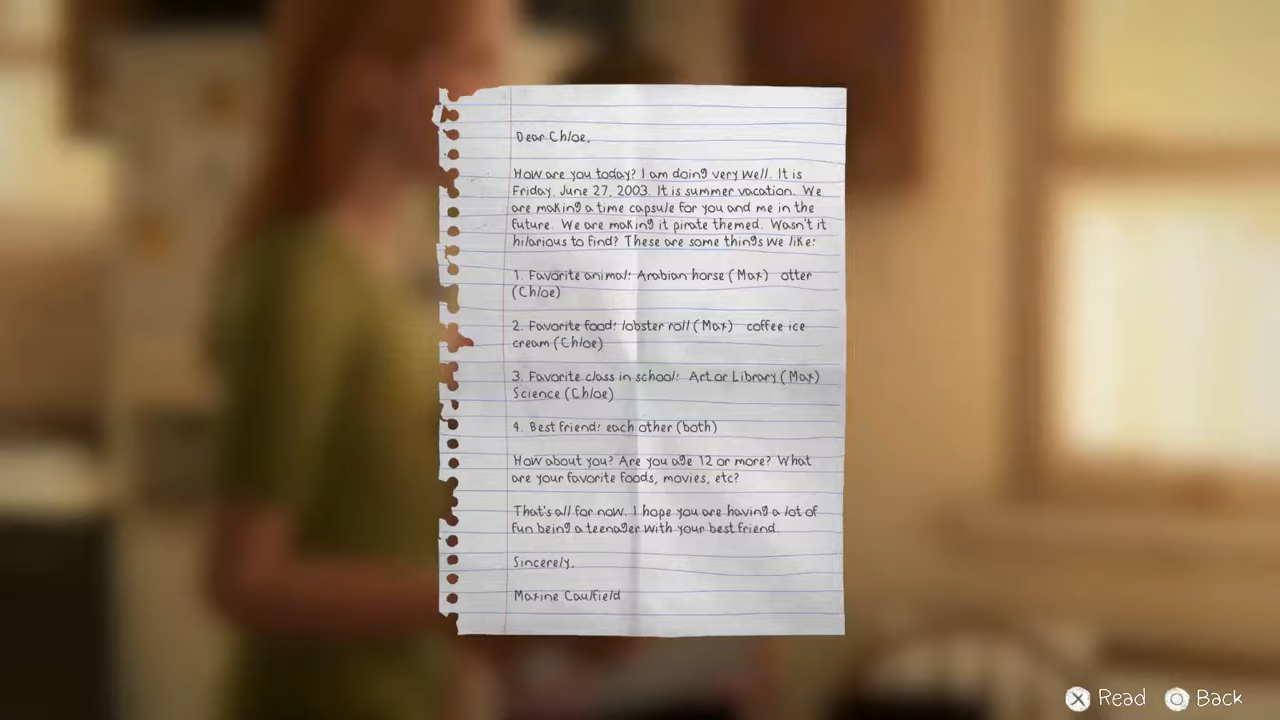 Dear Chloe,
How are you today? I am doing very well. It is
Friday, June 27, 2003. It is summer vacation. We
are making a time capsule for you and me in the
future. We are making it pirate themed. Wasn't it
hilarious to find? These are some things we like:
1. Favorite animal: Arabian horse (Max) otter
(Chloe)
2. Favorite food: lobster roll (Max) coffee ice
cream (Chloe)
3. Favorite class in school: Art or Library (Max)
Science (Chloe)
4. Best friend: each other (both)
How about you? Are you age 12 or more? What
are your favorite foods, movies, etc?
That's all for now. I hope you are having a lot of
fun being a teenager with your best friend.
Sincerely,
Maxine Caulfield
Read Back